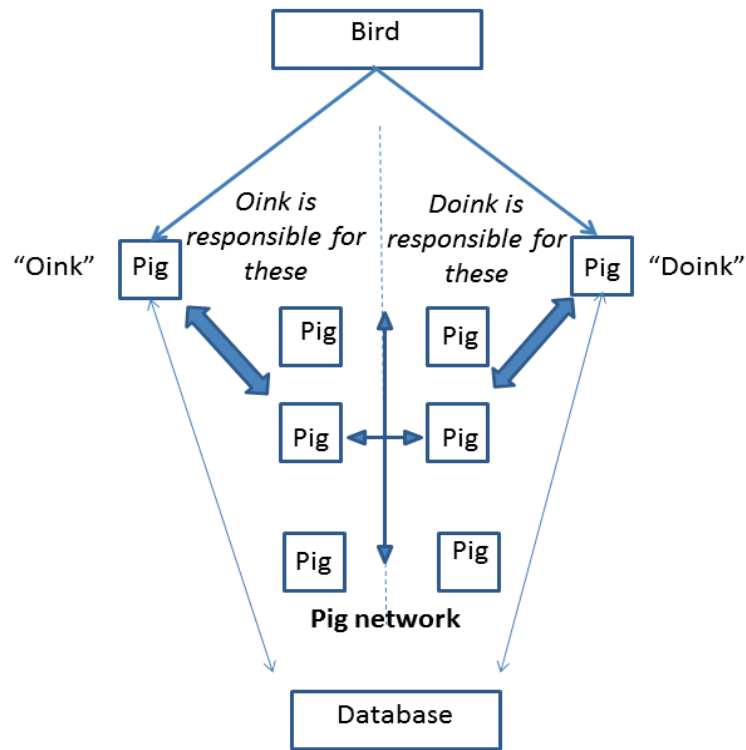 Bird
Oink is
responsible for
these
Doink is
responsible for
these
“Oink”
Pig
Pig
“Doink”
Pig
Pig
Pig
Pig
Pig
Pig
Pig network
Database